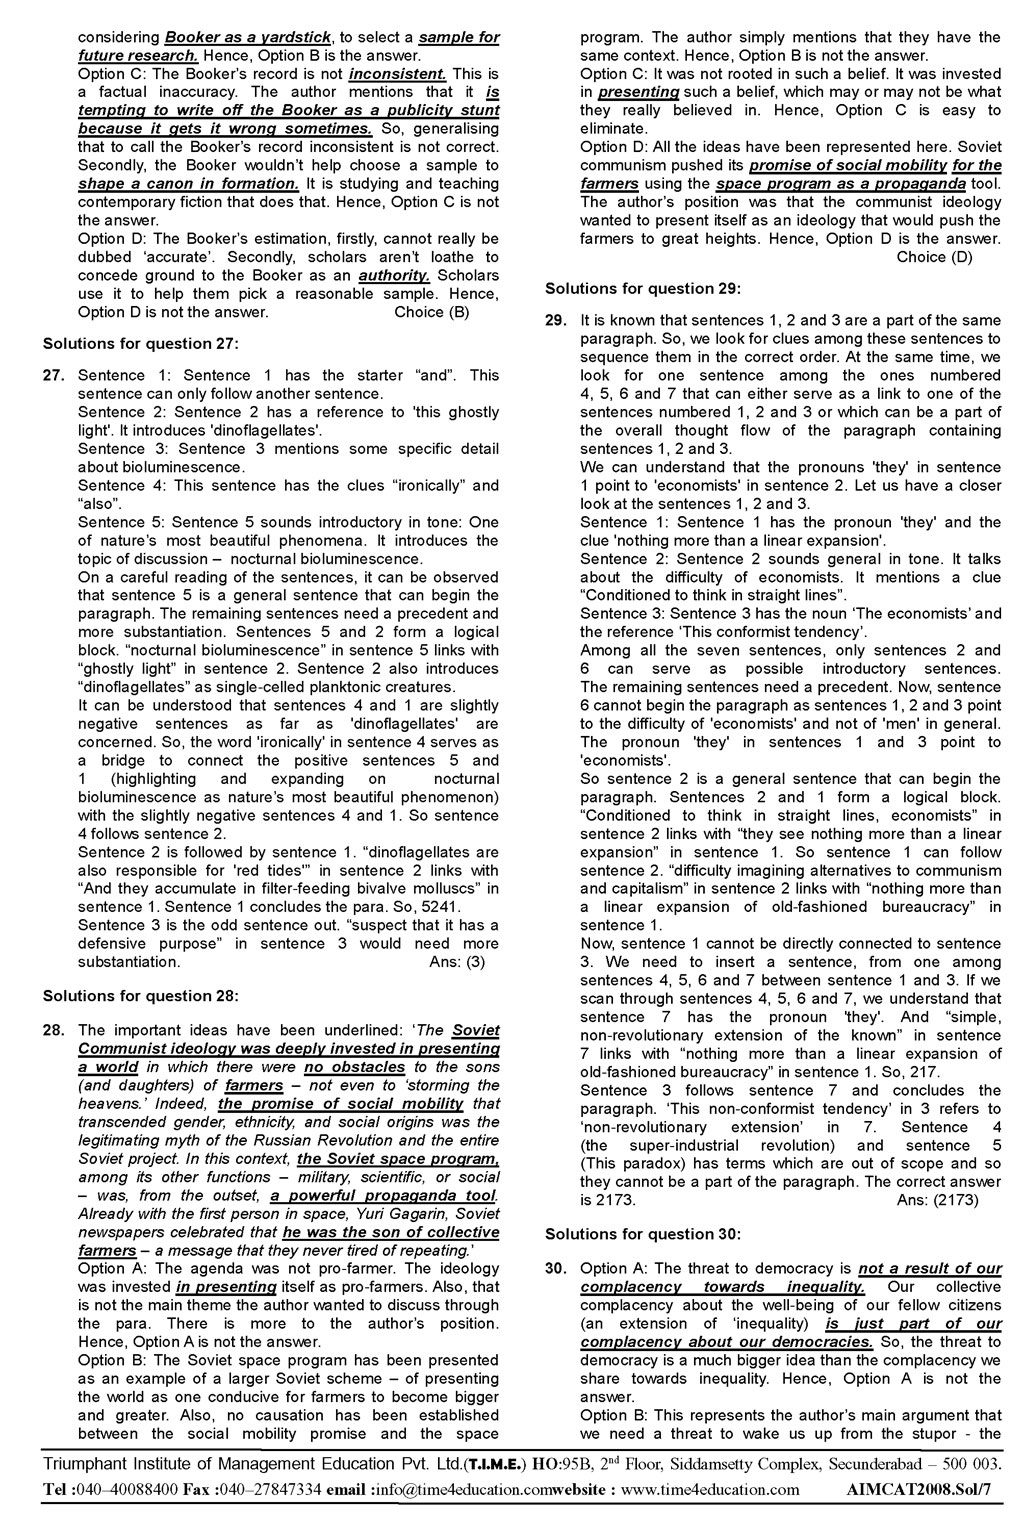 considering Booker as a yardstick, to select a sample for
future research. Hence, Option B is the answer.
Option C: The Booker's record is not inconsistent. This is
a factual inaccuracy. The author mentions that it is
tempting to write off the Booker as a publicity stunt
because it gets it wrong sometimes. So, generalising
that to call the Booker's record inconsistent is not correct.
Secondly, the Booker wouldn't help choose a sample to
shape a canon in formation. It is studying and teaching
contemporary fiction that does that. Hence, Option C is not
the answer.
Option D: The Booker's estimation, firstly, cannot really be
dubbed 'accurate'. Secondly, scholars aren't loathe to
concede ground to the Booker as an authority. Scholars
use it to help them pick a reasonable sample. Hence,
Option D is not the answer. Choice (B)
Solutions for question 27:
27. Sentence 1: Sentence 1 has the starter "and". This
sentence can only follow another sentence.
Sentence 2: Sentence 2 has a reference to 'this ghostly
light'. It introduces 'dinoflagellates'.
Sentence 3: Sentence 3 mentions some specific detail
about bioluminescence.
Sentence 4: This sentence has the clues "ironically" and
"also".
Sentence 5: Sentence 5 sounds introductory in tone: One
of nature's most beautiful phenomena. It introduces the
topic of discussion – nocturnal bioluminescence.
On a careful reading of the sentences, it can be observed
that sentence 5 is a general sentence that can begin the
paragraph. The remaining sentences need a precedent and
more substantiation. Sentences 5 and 2 form a logical
block. "nocturnal bioluminescence" in sentence 5 links with
"ghostly light" in sentence 2. Sentence 2 also introduces
"dinoflagellates" as single-celled planktonic creatures.
It can be understood that sentences 4 and 1 are slightly
negative sentences as far as 'dinoflagellates' are
concerned. So, the word 'ironically' in sentence 4 serves as
a bridge to connect the positive sentences 5 and
1 (highlighting and expanding on nocturnal
bioluminescence as nature's most beautiful phenomenon)
with the slightly negative sentences 4 and 1. So sentence
4 follows sentence 2.
Sentence 2 is followed by sentence 1. "dinoflagellates are
also responsible for 'red tides'" in sentence 2 links with
"And they accumulate in filter-feeding bivalve molluscs" in
sentence 1. Sentence 1 concludes the para. So, 5241.
Sentence 3 is the odd sentence out. "suspect that it has a
defensive purpose" in sentence 3 would need more
substantiation. Ans: (3)
Solutions for question 28:
28. The important ideas have been underlined: 'The Soviet
Communist ideology was deeply invested in presenting
a world in which there were no obstacles to the sons
(and daughters) of farmers – not even to 'storming the
heavens.' Indeed, the promise of social mobility that
transcended gender, ethnicity, and social origins was the
legitimating myth of the Russian Revolution and the entire
Soviet project. In this context, the Soviet space program,
among its other functions – military, scientific, or social
– was, from the outset, a powerful propaganda tool.
Already with the first person in space, Yuri Gagarin, Soviet
newspapers celebrated that he was the son of collective
farmers – a message that they never tired of repeating.'
Option A: The agenda was not pro-farmer. The ideology
was invested in presenting itself as pro-farmers. Also, that
is not the main theme the author wanted to discuss through
the para. There is more to the author's position.
Hence, Option A is not the answer.
Option B: The Soviet space program has been presented
as an example of a larger Soviet scheme – of presenting
the world as one conducive for farmers to become bigger
and greater. Also, no causation has been established
between the social mobility promise and the space
program. The author simply mentions that they have the
same context. Hence, Option B is not the answer.
Option C: It was not rooted in such a belief. It was invested
in presenting such a belief, which may or may not be what
they really believed in. Hence, Option C is easy to
eliminate.
Option D: All the ideas have been represented here. Soviet
communism pushed its promise of social mobility for the
farmers using the space program as a propaganda tool.
The author's position was that the communist ideology
wanted to present itself as an ideology that would push the
farmers to great heights. Hence, Option D is the answer.
Choice (D)
Solutions for question 29:
29. It is known that sentences 1, 2 and 3 are a part of the same
paragraph. So, we look for clues among these sentences to
sequence them in the correct order. At the same time, we
look for one sentence among the ones numbered
4, 5, 6 and 7 that can either serve as a link to one of the
sentences numbered 1, 2 and 3 or which can be a part of
the overall thought flow of the paragraph containing
sentences 1, 2 and 3.
We can understand that the pronouns 'they' in sentence
1 point to 'economists' in sentence 2. Let us have a closer
look at the sentences 1, 2 and 3.
Sentence 1: Sentence 1 has the pronoun 'they' and the
clue 'nothing more than a linear expansion'.
Sentence 2: Sentence 2 sounds general in tone. It talks
about the difficulty of economists. It mentions a clue
"Conditioned to think in straight lines".
Sentence 3: Sentence 3 has the noun 'The economists' and
the reference 'This conformist tendency'.
Among all the seven sentences, only sentences 2 and
6 can serve as possible introductory sentences.
The remaining sentences need a precedent. Now, sentence
6 cannot begin the paragraph as sentences 1, 2 and 3 point
to the difficulty of 'economists' and not of 'men' in general.
The pronoun 'they' in sentences 1 and 3 point to
'economists'.
So sentence 2 is a general sentence that can begin the
paragraph. Sentences 2 and 1 form a logical block.
"Conditioned to think in straight lines, economists" in
sentence 2 links with "they see nothing more than a linear
expansion" in sentence 1. So sentence 1 can follow
sentence 2. "difficulty imagining alternatives to communism
and capitalism" in sentence 2 links with "nothing more than
a linear expansion of old-fashioned bureaucracy" in
sentence 1.
Now, sentence 1 cannot be directly connected to sentence
3. We need to insert a sentence, from one among
sentences 4, 5, 6 and 7 between sentence 1 and 3. If we
scan through sentences 4, 5, 6 and 7, we understand that
sentence 7 has the pronoun 'they'. And "simple,
non-revolutionary extension of the known" in sentence
7 links with "nothing more than a linear expansion of
old-fashioned bureaucracy" in sentence 1. So, 217.
Sentence 3 follows sentence 7 and concludes the
paragraph. 'This non-conformist tendency' in 3 refers to
'non-revolutionary extension' in 7. Sentence 4
(the super-industrial revolution) and sentence 5
(This paradox) has terms which are out of scope and so
they cannot be a part of the paragraph. The correct answer
is 2173. Ans: (2173)
Solutions for question 30:
30. Option A: The threat to democracy is not a result of our
complacency towards inequality. Our collective
complacency about the well-being of our fellow citizens
(an extension of 'inequality) is just part of our
complacency about our democracies. So, the threat to
democracy is a much bigger idea than the complacency we
share towards inequality. Hence, Option A is not the
answer.
Option B: This represents the author's main argument that
we need a threat to wake us up from the stupor - the
Triumphant Institute of Management Education Pvt. Ltd.(T.I.M.E.) HO:95B, 2nd Floor, Siddamsetty Complex, Secunderabad – 500 003.
Tel :040–40088400 Fax :040–27847334 email :info@time4education.comwebsite : www.time4education.com AIMCAT2008.Sol/7